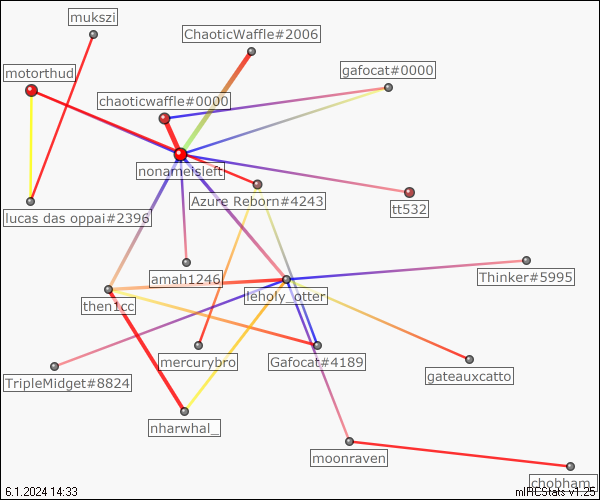 mukszi
ChaoticWaffle#2006
gafocat#0000
motorthud
chaoticwaffle#0000
nonameisleft
Azure Reborn#4243
tt532
lucas das oppai#2396
amah1246
Thinker#5995
leholy_otter
then1cc
mercurybro
Gafocat#4189
gateauxcatto
TripleMidget#8824
nharwhal_
moonraven
chobham_
6.1.2024 14:33
mIRCStats v1.25